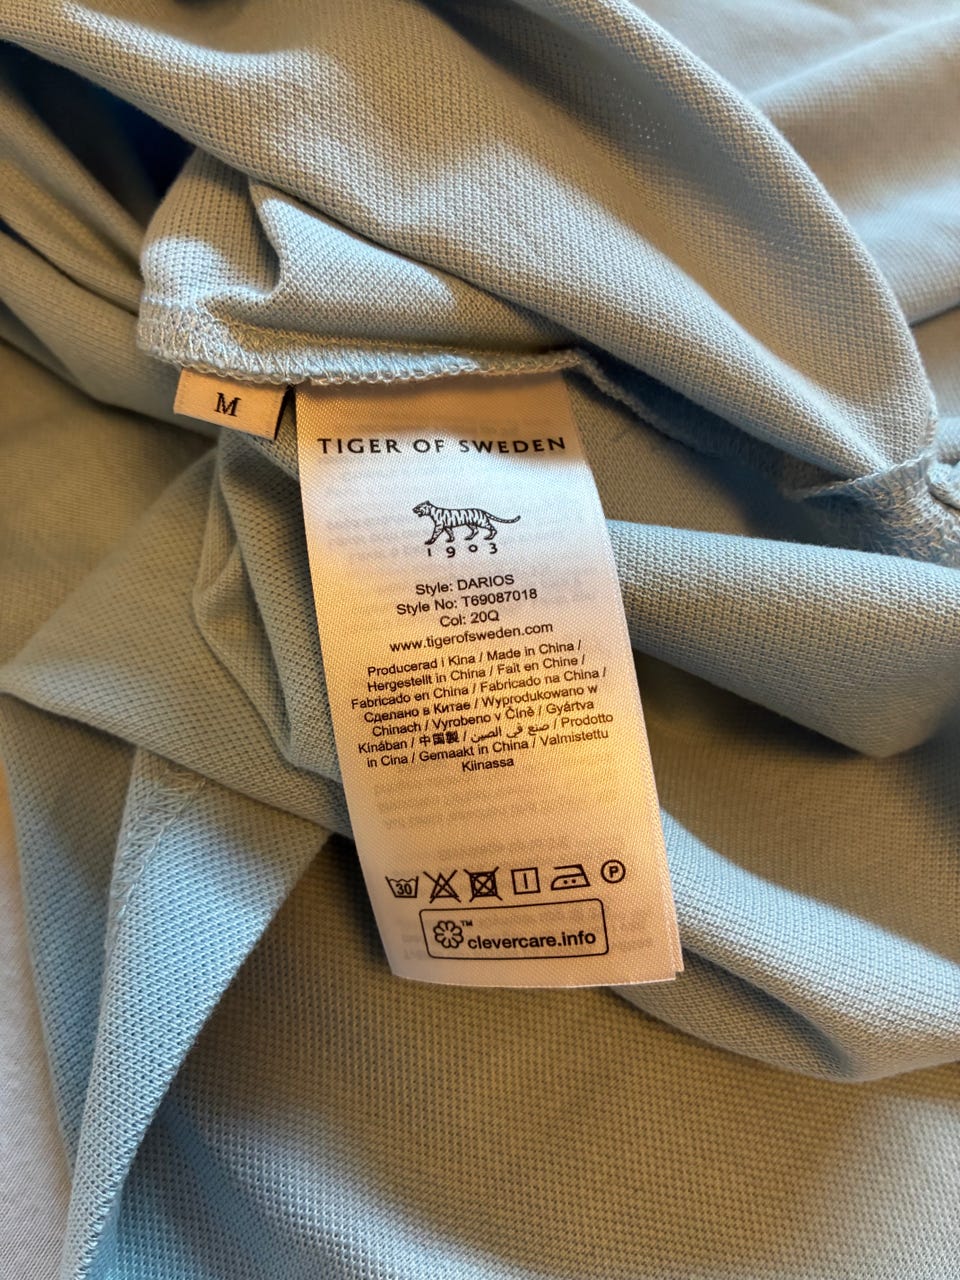 M
TIGER OF SWEDEN
1903
Style: DARIOS
Style No: T69087018
Col: 20Q
www.tigerofsweden.com
Producerad i Kina / Made in China /
Hergestellt in China / Fait en Chine /
Fabricado en China / Fabricado na China /
Сделано в Китае / Wyprodukowano w
Chinach / Vyrobeno v Číně / Gyártva
Kínában / 中国製 / صنع في الصين / Prodotto
in Cina / Gemaakt in China / Valmistettu
Kiinassa
30 P
™
clevercare.info